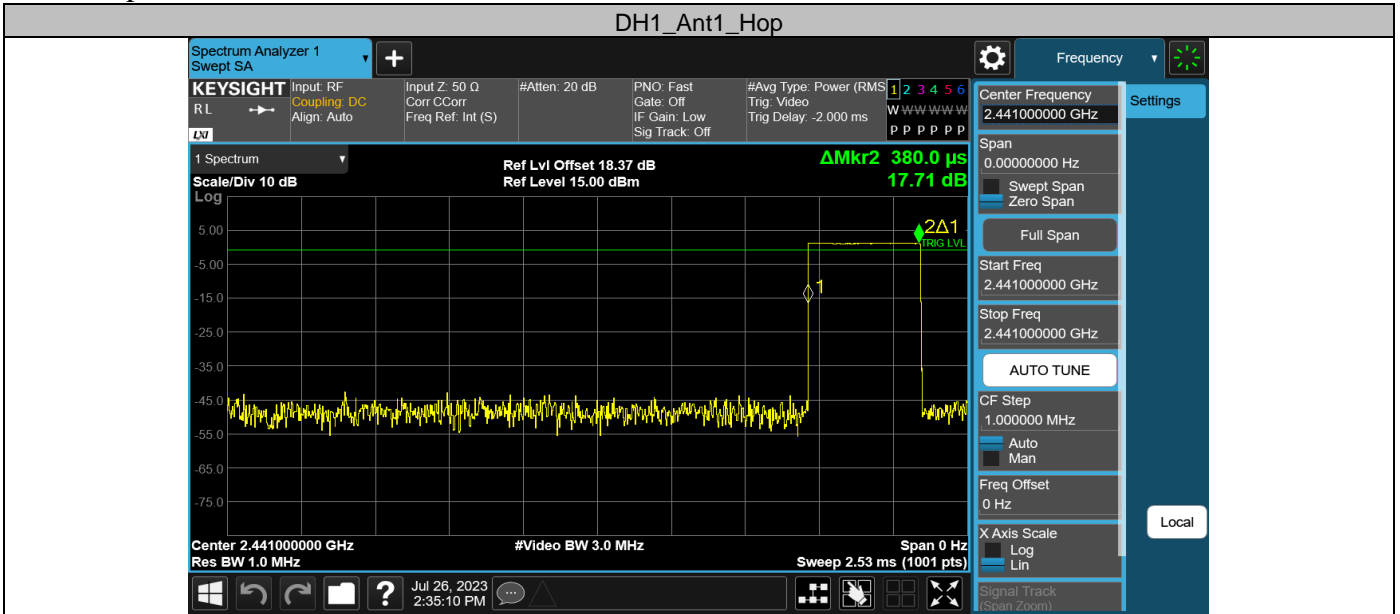 DH1_Ant1_Hop
Spectrum Analyzer 1
Swept SA
+
Frequency
KEYSIGHT
RL
LXI
Input: RF
Coupling: DC
Align: Auto
Input Z: 50 Ω
Corr CCorr
Freq Ref: Int (S)
#Atten: 20 dB
PNO: Fast
Gate: Off
IF Gain: Low
Sig Track: Off
#Avg Type: Power (RMS
Trig: Video
Trig Delay: -2.000 ms
1 2 3 4 5 6
W W W W W W
P P P P P P
1 Spectrum
Scale/Div 10 dB
Log
Ref Lvl Offset 18.37 dB
Ref Level 15.00 dBm
ΔMkr2 380.0 µs
17.71 dB
5.00
-5.00
-15.0
-25.0
-35.0
-45.0
-55.0
-65.0
-75.0
2Δ1
TRIG LVL
1
Center 2.441000000 GHz
Res BW 1.0 MHz
#Video BW 3.0 MHz
Span 0 Hz
Sweep 2.53 ms (1001 pts)
Center Frequency
2.441000000 GHz
Settings
Span
0.00000000 Hz
Swept Span
Zero Span
Full Span
Start Freq
2.441000000 GHz
Stop Freq
2.441000000 GHz
AUTO TUNE
CF Step
1.000000 MHz
Auto
Man
Freq Offset
0 Hz
X Axis Scale
Log
Lin
Signal Track
(Span Zoom)
Local
?
Jul 26, 2023
2:35:10 PM